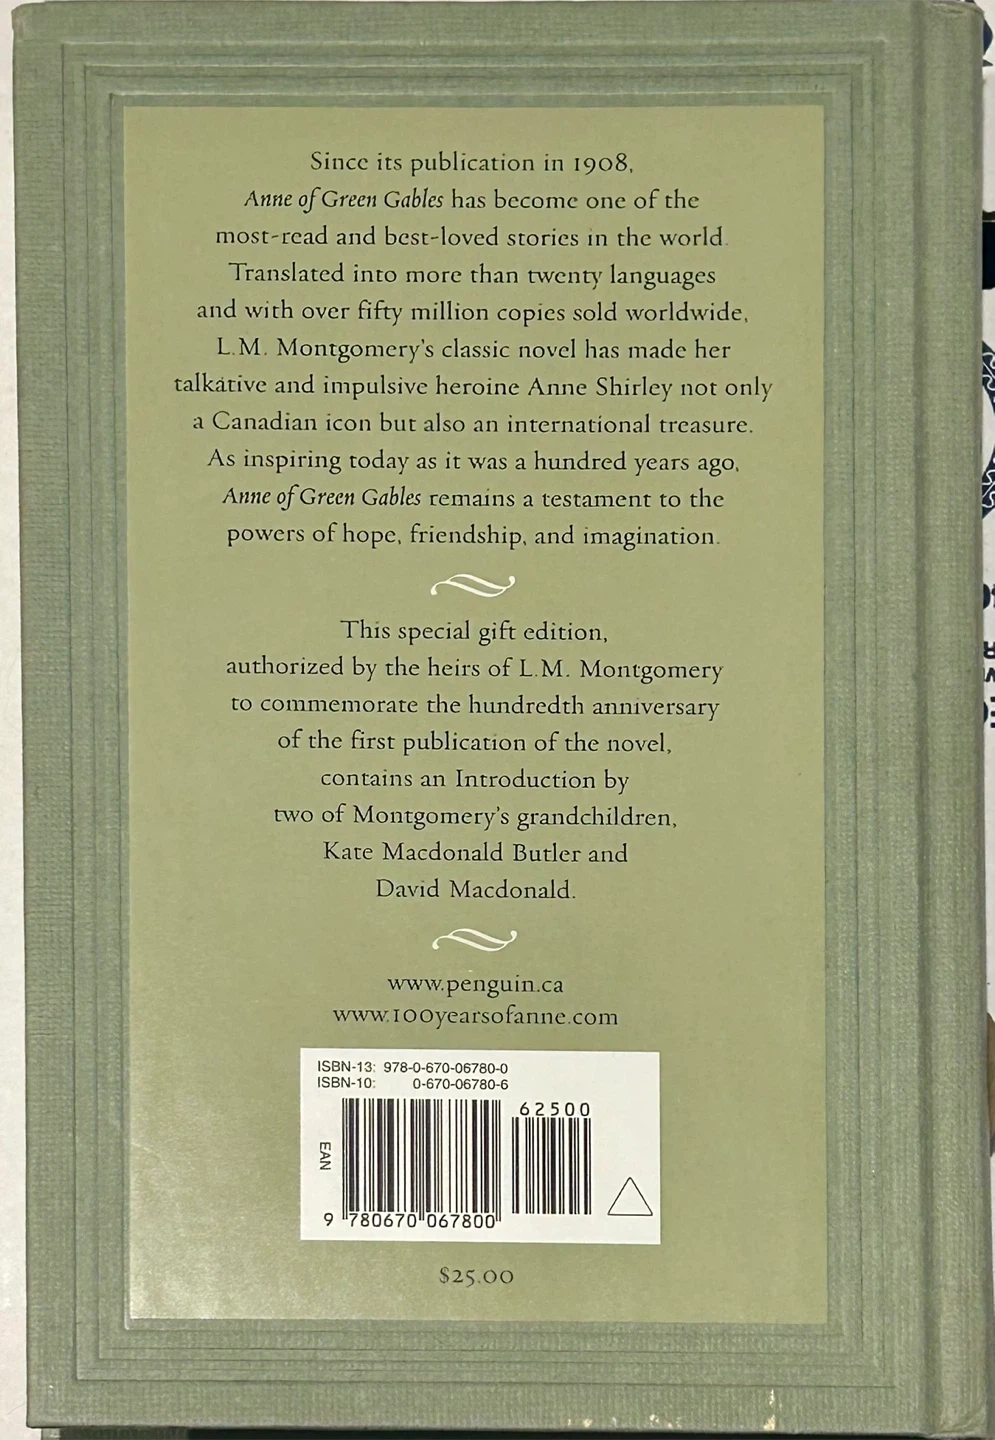 Since its publication in 1908,
Anne of Green Gables has become one of the
most-read and best-loved stories in the world.
Translated into more than twenty languages
and with over fifty million copies sold worldwide,
L.M. Montgomery's classic novel has made her
talkative and impulsive heroine Anne Shirley not only
a Canadian icon but also an international treasure.
As inspiring today as it was a hundred years ago,
Anne of Green Gables remains a testament to the
powers of hope, friendship, and imagination.
This special gift edition,
authorized by the heirs of L.M. Montgomery
to commemorate the hundredth anniversary
of the first publication of the novel,
contains an Introduction by
two of Montgomery's grandchildren,
Kate Macdonald Butler and
David Macdonald.
www.penguin.ca
www.100yearsofanne.com
ISBN-13: 978-0-670-06780-0
ISBN-10: 0-670-06780-6
62500
EAN
9 780670 067800
$25.00